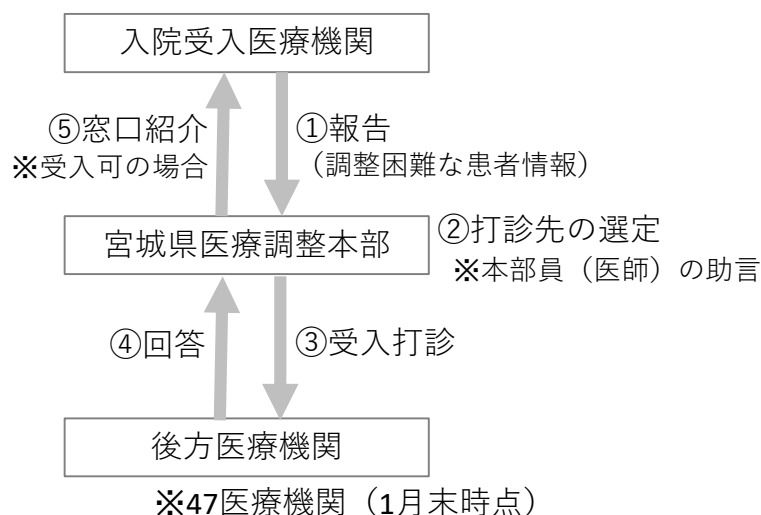 入院受入医療機関
⑤窓口紹介
※受入可の場合
①報告
（調整困難な患者情報）
宮城県医療調整本部
②打診先の選定
※本部員（医師）の助言
④回答
③受入打診
後方医療機関
※47医療機関（1月末時点）